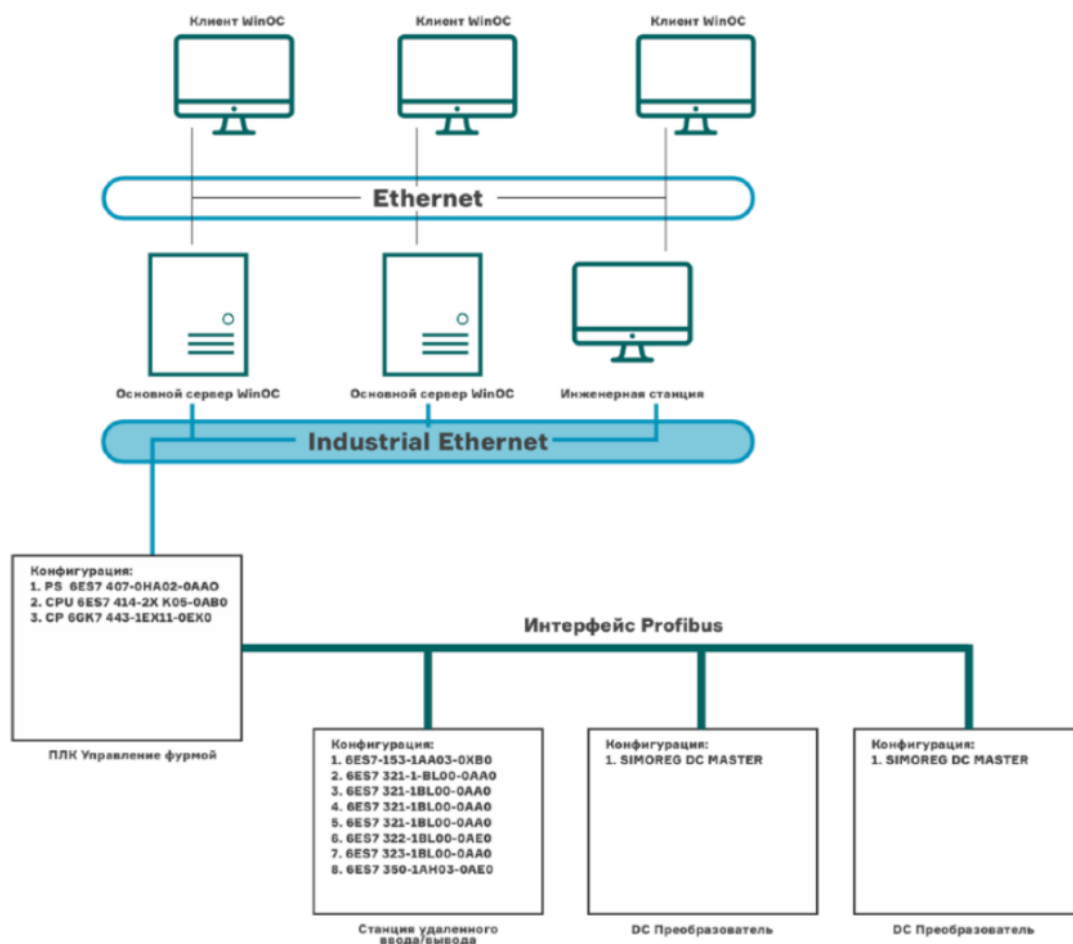 Клиент WinOC
Клиент WinOC
Клиент WinOC
Ethernet
Основной сервер WinOC
Основной сервер WinOC
Инженерная станция
Industrial Ethernet
Конфигурация:
1. PS 6ES7 407-0HA02-0AAO
2. CPU 6ES7 414-2X K05-0AB0
3. CP 6GK7 443-1EX11-0EX0
ПЛК Управление фурмой
Интерфейс Profibus
Конфигурация:
1. 6ES7-153-1AA03-0XB0
2. 6ES7 321-1-BL00-0AA0
3. 6ES7 321-1BL00-0AA0
4. 6ES7 321-1BL00-0AA0
5. 6ES7 321-1BL00-0AA0
6. 6ES7 322-1BL00-0AE0
7. 6ES7 323-1BL00-0AA0
8. 6ES7 350-1AH03-0AE0
Станция удаленного
ввода/вывода
Конфигурация:
1. SIMOREG DC MASTER
DC Преобразователь
Конфигурация:
1. SIMOREG DC MASTER
DC Преобразователь